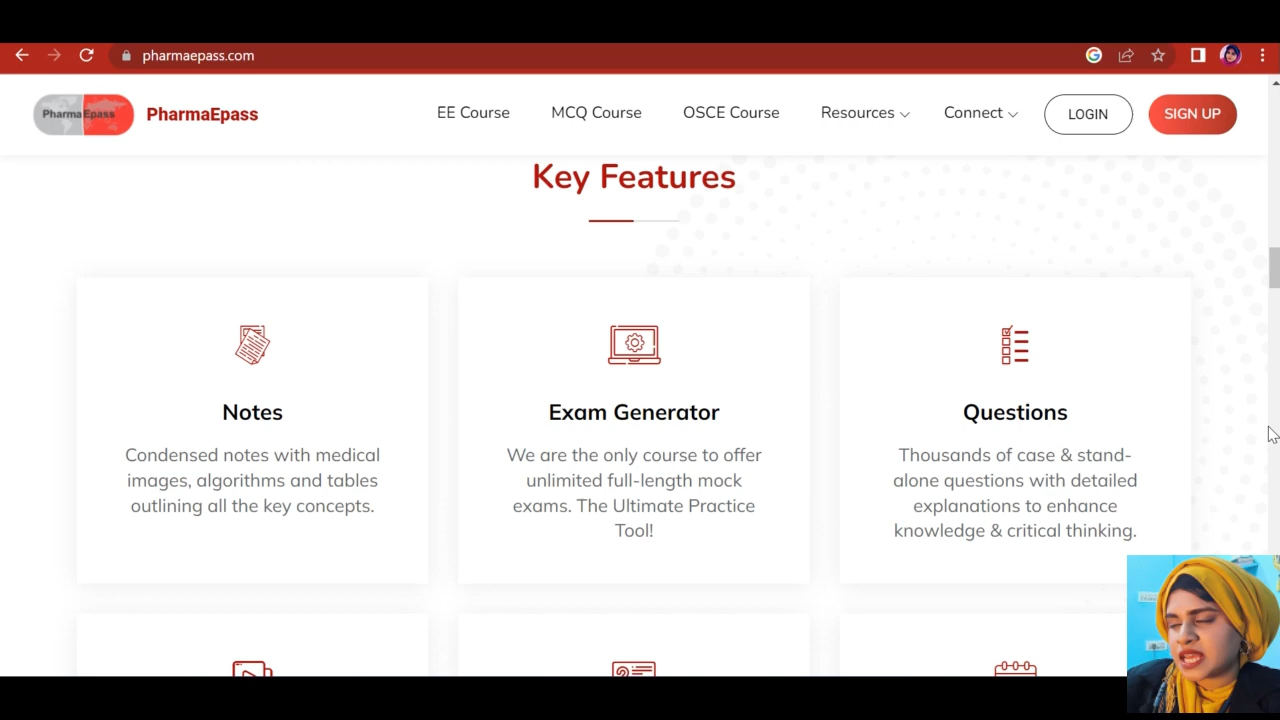 pharmaepass.com
PharmaEpass
PharmaEpass
EE Course
MCQ Course
OSCE Course
Resources
Connect
LOGIN
SIGN UP
Key Features
Notes
Condensed notes with medical
images, algorithms and tables
outlining all the key concepts.
Exam Generator
We are the only course to offer
unlimited full-length mock
exams. The Ultimate Practice
Tool!
Questions
Thousands of case & stand-
alone questions with detailed
explanations to enhance
knowledge & critical thinking.